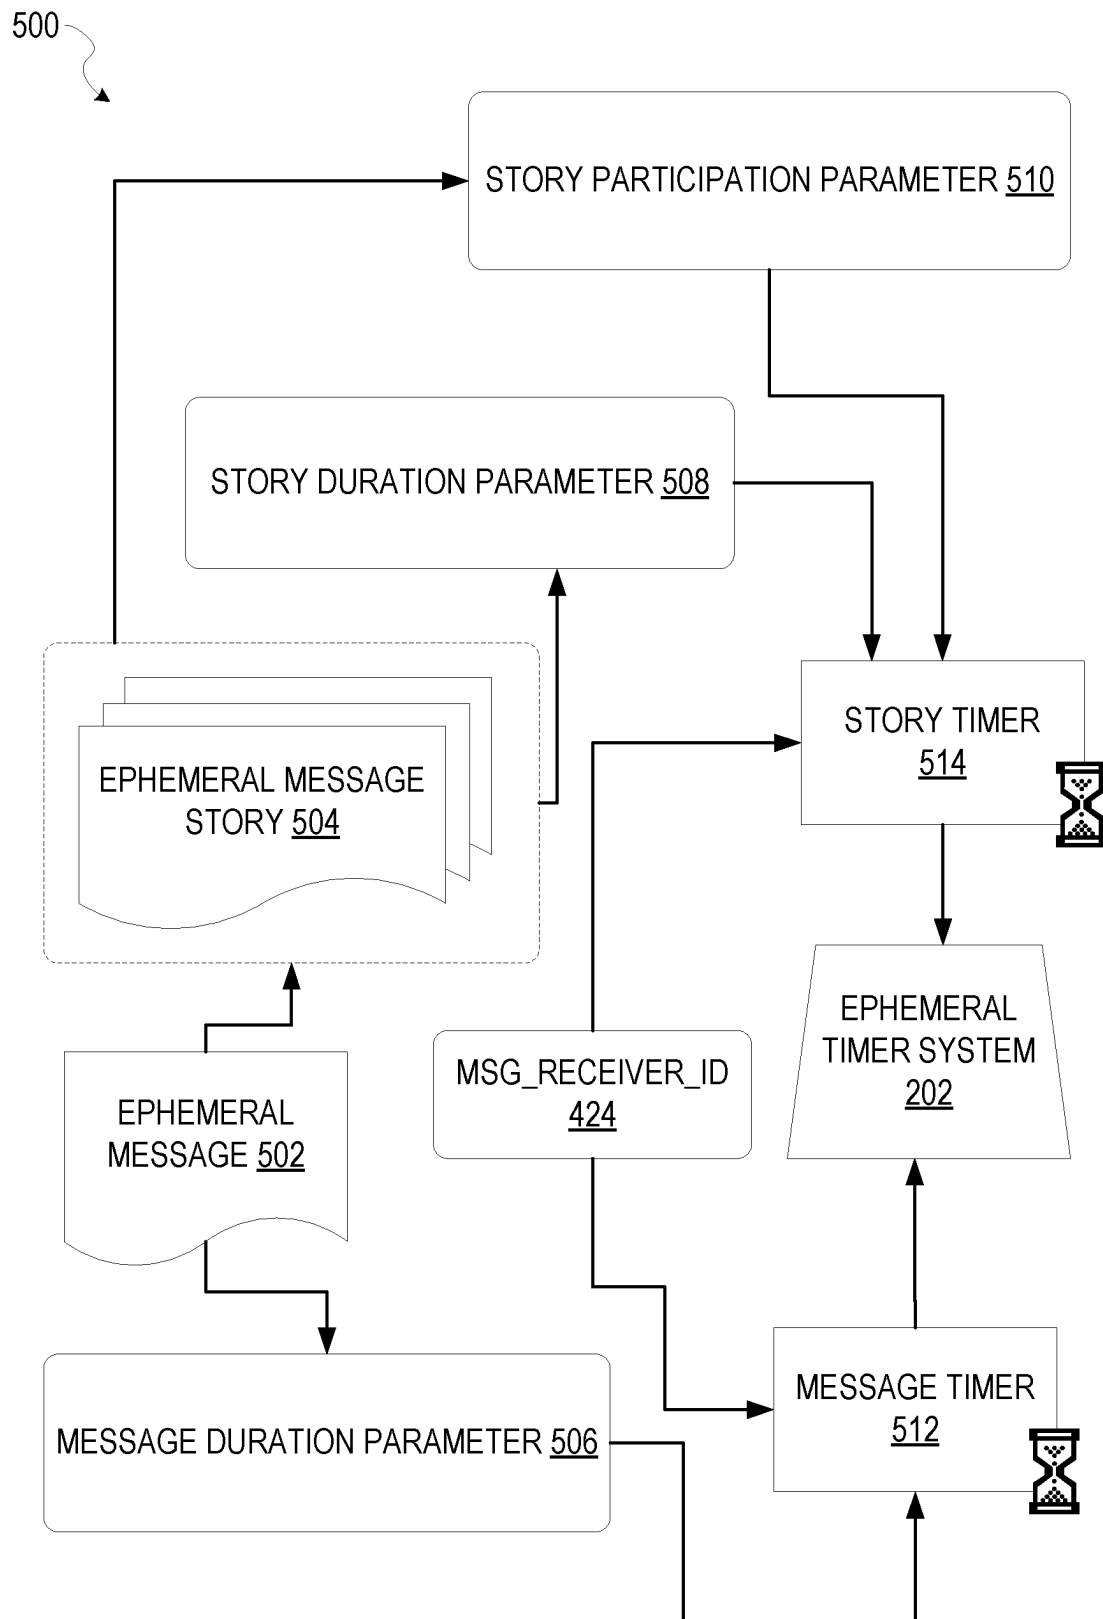 500
STORY PARTICIPATION PARAMETER 510
STORY DURATION PARAMETER 508
EPHEMERAL MESSAGE
STORY 504
STORY TIMER
514
EPHEMERAL
TIMER SYSTEM
202
MSG_RECEIVER_ID
424
EPHEMERAL
MESSAGE 502
MESSAGE TIMER
512
MESSAGE DURATION PARAMETER 506